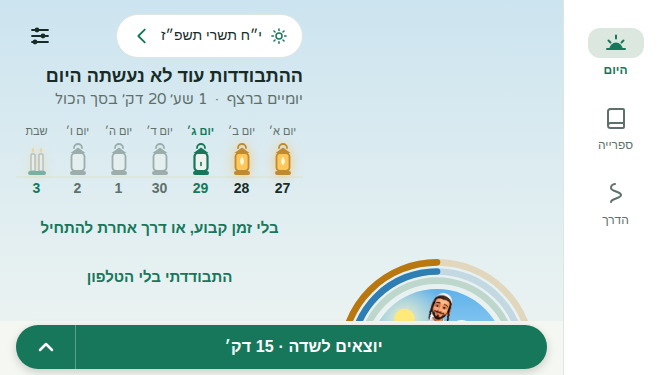 י״ח תשרי תשפ״ז
ההתבודדות עוד לא נעשתה היום
יומיים ברצף · 1 שע׳ 20 דק׳ בסך הכול
יום א׳ יום ב׳ יום ג׳ יום ד׳ יום ה׳ יום ו׳ שבת
27 28 29 30 1 2 3
בלי זמן קבוע, או דרך אחרת להתחיל
התבודדתי בלי הטלפון
יוצאים לשדה · 15 דק׳
היום
ספרייה
הדרך